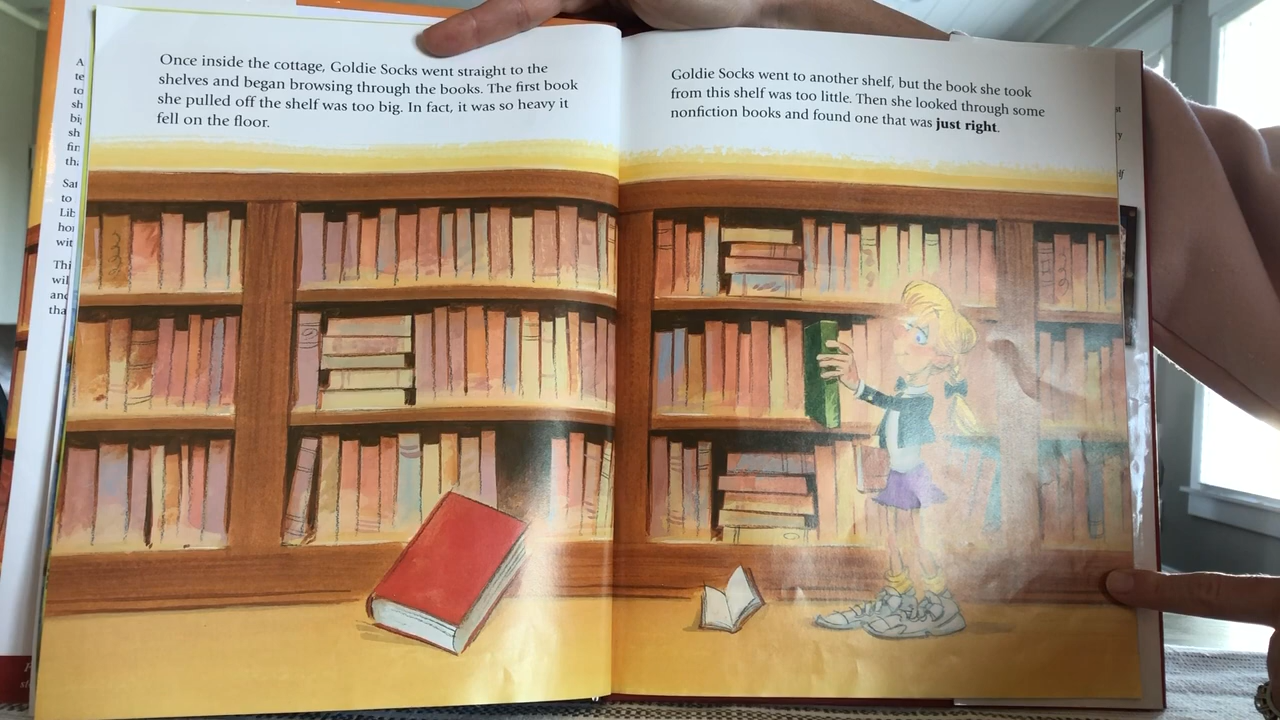 Once inside the cottage, Goldie Socks went straight to the
shelves and began browsing through the books. The first book
she pulled off the shelf was too big. In fact, it was so heavy it
fell on the floor.
Goldie Socks went to another shelf, but the book she took
from this shelf was too little. Then she looked through some
nonfiction books and found one that was just right.